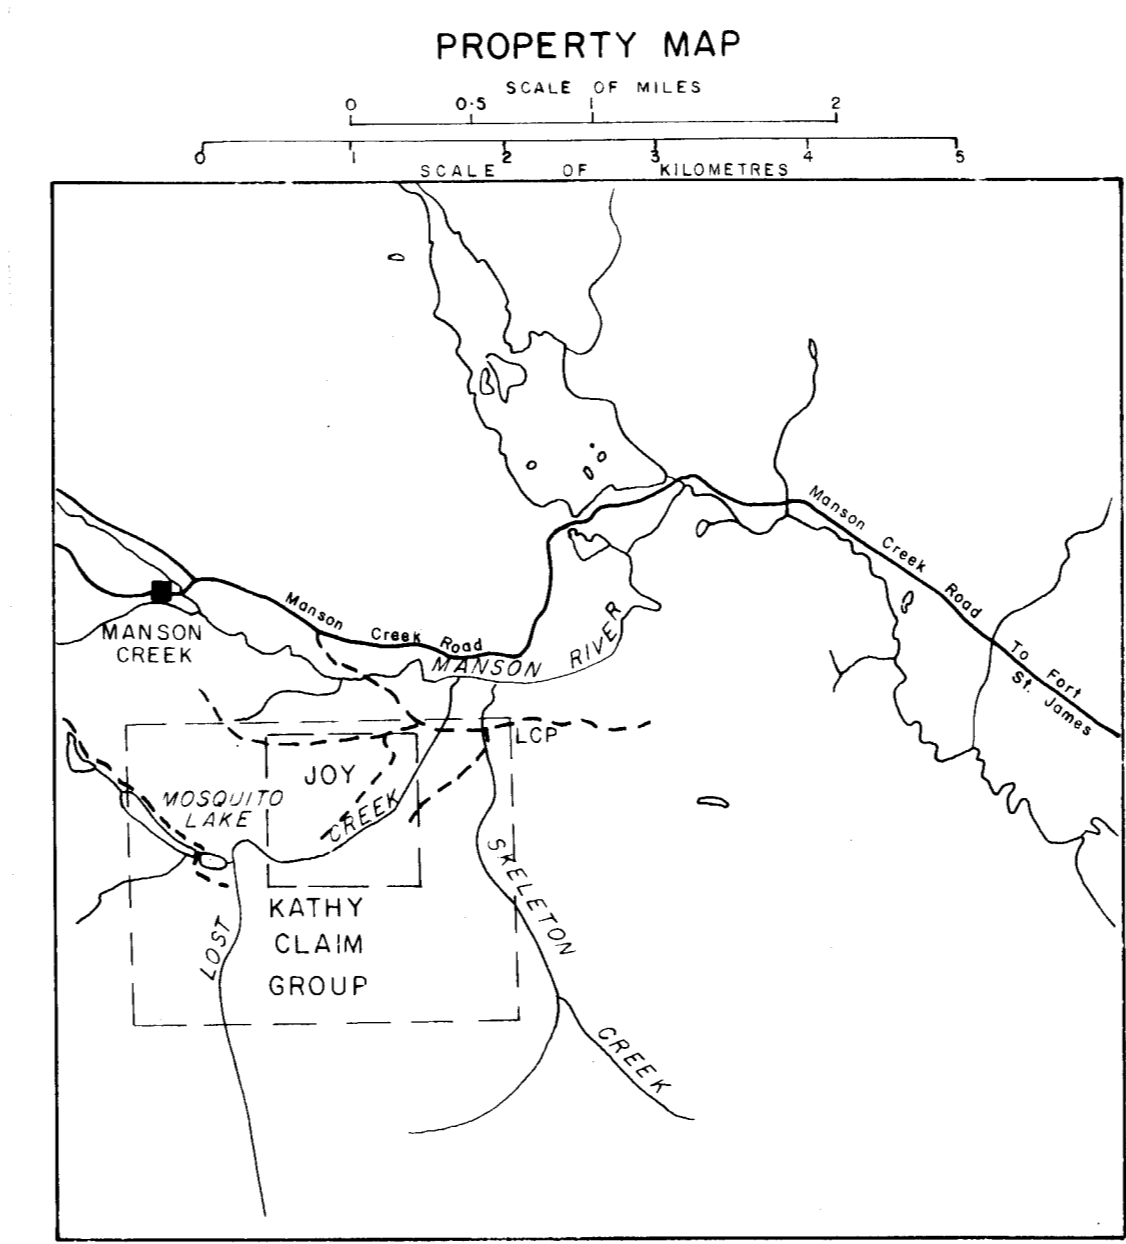 PROPERTY MAP
SCALE OF MILES
0 0.5 1 2
0 1 2 3 4 5
SCALE OF KILOMETRES
Manson Creek Road To Fort St. James
MANSON
CREEK
Manson Creek Road
MANSON RIVER
LCP
JOY
MOSQUITO
LAKE
LOST CREEK
KATHY
CLAIM
GROUP
SKELETON CREEK